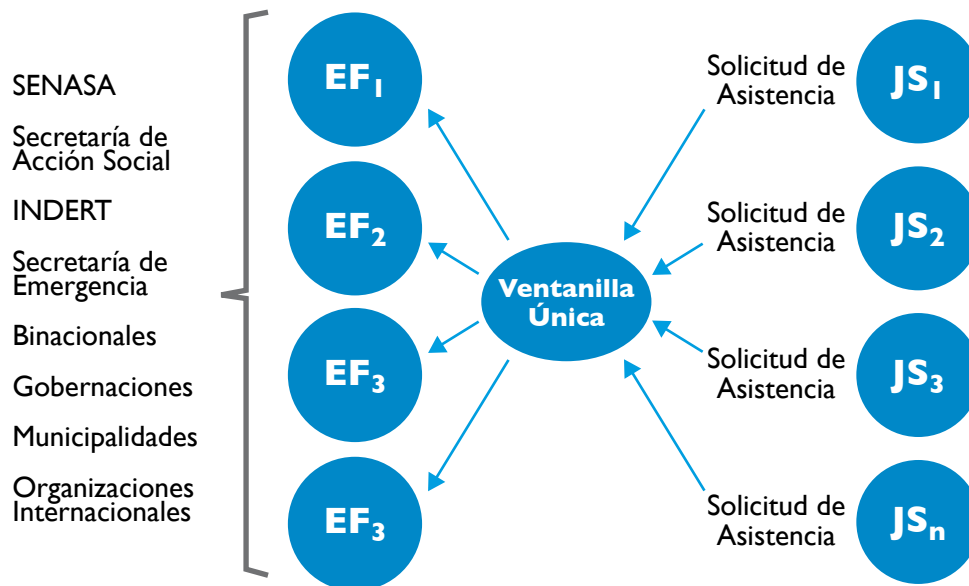 SENASA
Secretaría de
Acción Social
INDERT
Secretaría de
Emergencia
Binacionales
Gobernaciones
Municipalidades
Organizaciones
Internacionales
EF1
EF2
EF3
EF3
Ventanilla
Única
Solicitud de
Asistencia
JS1
Solicitud de
Asistencia
JS2
Solicitud de
Asistencia
JS3
Solicitud de
Asistencia
JSn